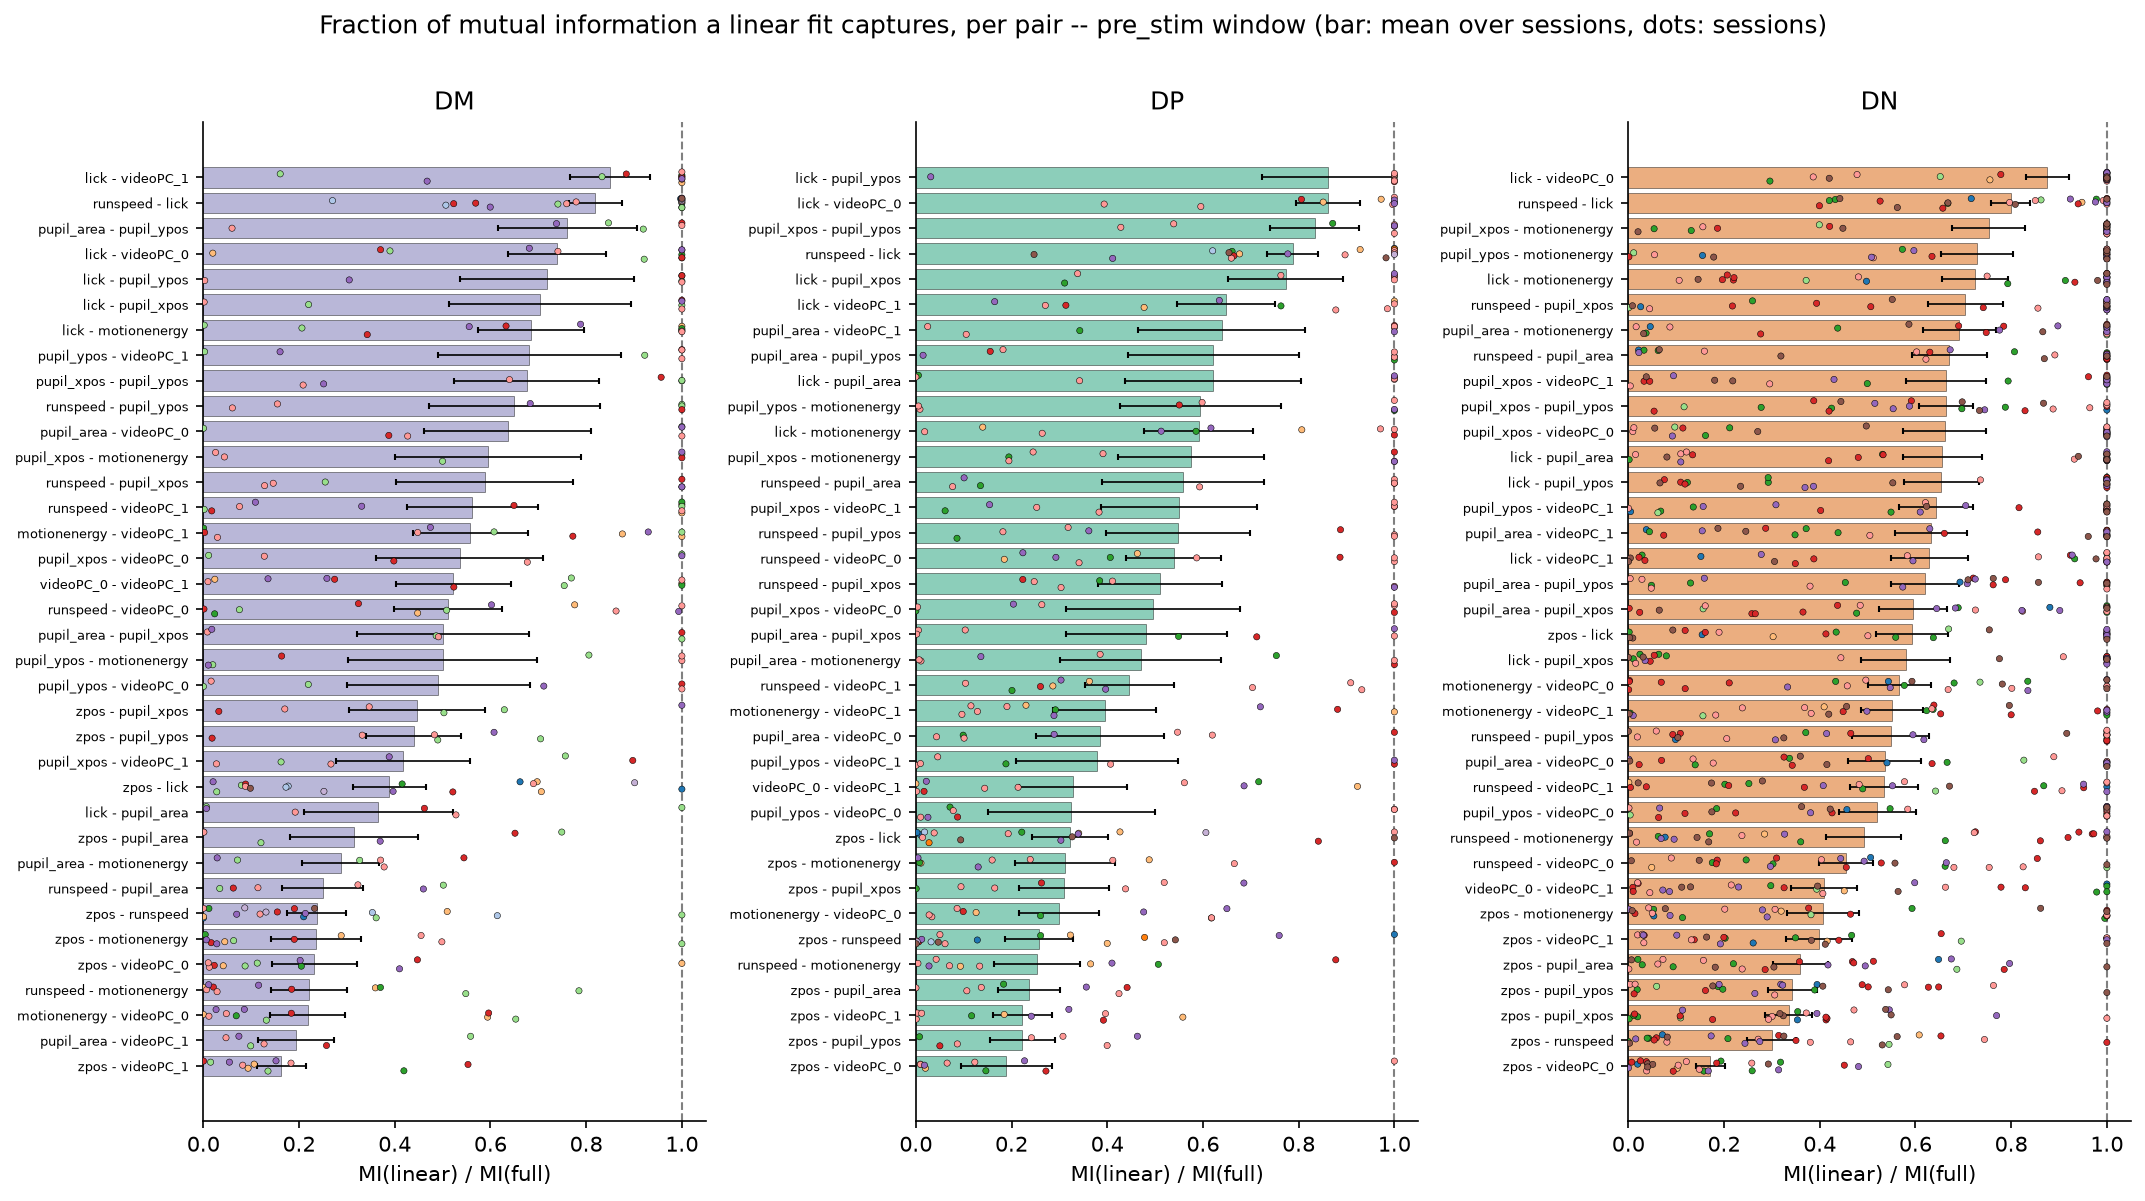 Fraction of mutual information a linear fit captures, per pair -- pre_stim window (bar: mean over sessions, dots: sessions)
DM
lick - videoPC_1
runspeed - lick
pupil_area - pupil_ypos
lick - videoPC_0
lick - pupil_ypos
lick - pupil_xpos
lick - motionenergy
pupil_ypos - videoPC_1
pupil_xpos - pupil_ypos
runspeed - pupil_ypos
pupil_area - videoPC_0
pupil_xpos - motionenergy
runspeed - pupil_xpos
runspeed - videoPC_1
motionenergy - videoPC_1
pupil_xpos - videoPC_0
videoPC_0 - videoPC_1
runspeed - videoPC_0
pupil_area - pupil_xpos
pupil_ypos - motionenergy
pupil_ypos - videoPC_0
zpos - pupil_xpos
zpos - pupil_ypos
pupil_xpos - videoPC_1
zpos - lick
lick - pupil_area
zpos - pupil_area
pupil_area - motionenergy
runspeed - pupil_area
zpos - runspeed
zpos - motionenergy
zpos - videoPC_0
runspeed - motionenergy
motionenergy - videoPC_0
pupil_area - videoPC_1
zpos - videoPC_1
0.0 0.2 0.4 0.6 0.8 1.0
MI(linear) / MI(full)
DP
lick - pupil_ypos
lick - videoPC_0
pupil_xpos - pupil_ypos
runspeed - lick
lick - pupil_xpos
lick - videoPC_1
pupil_area - videoPC_1
pupil_area - pupil_ypos
lick - pupil_area
pupil_ypos - motionenergy
lick - motionenergy
pupil_xpos - motionenergy
runspeed - pupil_area
pupil_xpos - videoPC_1
runspeed - pupil_ypos
runspeed - videoPC_0
runspeed - pupil_xpos
pupil_xpos - videoPC_0
pupil_area - pupil_xpos
pupil_area - motionenergy
runspeed - videoPC_1
motionenergy - videoPC_1
pupil_area - videoPC_0
pupil_ypos - videoPC_1
videoPC_0 - videoPC_1
pupil_ypos - videoPC_0
zpos - lick
zpos - motionenergy
zpos - pupil_xpos
motionenergy - videoPC_0
zpos - runspeed
runspeed - motionenergy
zpos - pupil_area
zpos - videoPC_1
zpos - pupil_ypos
zpos - videoPC_0
0.0 0.2 0.4 0.6 0.8 1.0
MI(linear) / MI(full)
DN
lick - videoPC_0
runspeed - lick
pupil_xpos - motionenergy
pupil_ypos - motionenergy
lick - motionenergy
runspeed - pupil_xpos
pupil_area - motionenergy
runspeed - pupil_area
pupil_xpos - videoPC_1
pupil_xpos - pupil_ypos
pupil_xpos - videoPC_0
lick - pupil_area
lick - pupil_ypos
pupil_ypos - videoPC_1
pupil_area - videoPC_1
lick - videoPC_1
pupil_area - pupil_ypos
pupil_area - pupil_xpos
zpos - lick
lick - pupil_xpos
motionenergy - videoPC_0
motionenergy - videoPC_1
runspeed - pupil_ypos
pupil_area - videoPC_0
runspeed - videoPC_1
pupil_ypos - videoPC_0
runspeed - motionenergy
runspeed - videoPC_0
videoPC_0 - videoPC_1
zpos - motionenergy
zpos - videoPC_1
zpos - pupil_area
zpos - pupil_ypos
zpos - pupil_xpos
zpos - runspeed
zpos - videoPC_0
0.0 0.2 0.4 0.6 0.8 1.0
MI(linear) / MI(full)